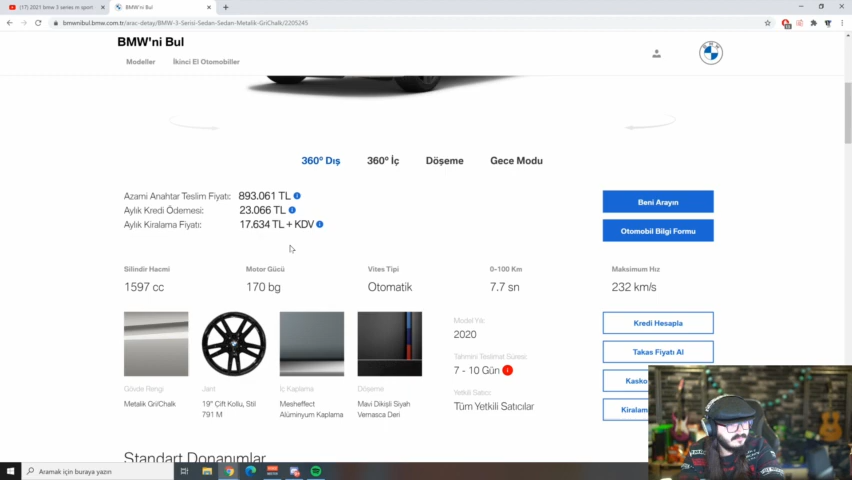 (17) 2021 bmw 3 series m sport
BMW'ni Bul
bmwnibul.bmw.com.tr/arac-detay/BMW-3-Serisi-Sedan-Sedan-Metalik-GriChalk/2205245
BMW'ni Bul
Modeller
İkinci El Otomobiller
360° Dış
360° İç
Döşeme
Gece Modu
Azami Anahtar Teslim Fiyatı: 893.061 TL
Aylık Kredi Ödemesi: 23.066 TL
Aylık Kiralama Fiyatı: 17.634 TL + KDV
Beni Arayın
Otomobil Bilgi Formu
Silindir Hacmi
1597 cc
Motor Gücü
170 bg
Vites Tipi
Otomatik
0–100 Km
7.7 sn
Maksimum Hız
232 km/s
Gövde Rengi
Metalik Gri/Chalk
Jant
19" Çift Kollu, Stil
791 M
İç Kaplama
Mesheffect
Alüminyum Kaplama
Döşeme
Mavi Dikişli Siyah
Vernasca Deri
Model Yılı
2020
Tahmini Teslimat Süresi:
7 - 10 Gün
Yetkili Satıcı:
Tüm Yetkili Satıcılar
Kredi Hesapla
Takas Fiyatı Al
Kasko
Kiralam
Standart Donanımlar
Aramak için buraya yazın